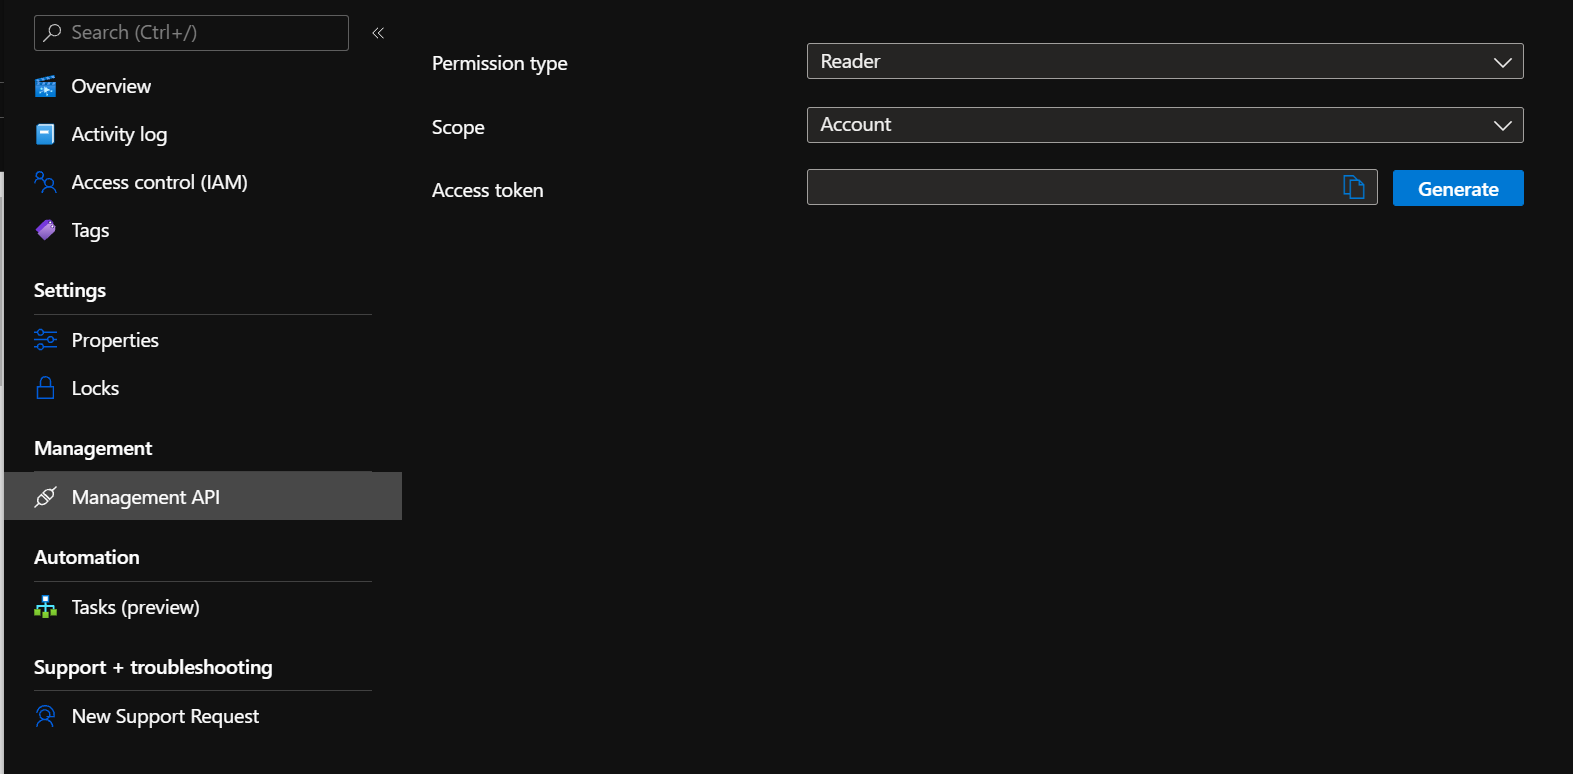 Search (Ctrl+/)
«
Overview
Activity log
Access control (IAM)
Tags
Settings
Properties
Locks
Management
Management API
Automation
Tasks (preview)
Support + troubleshooting
New Support Request
Permission type
Reader
Scope
Account
Access token
Generate